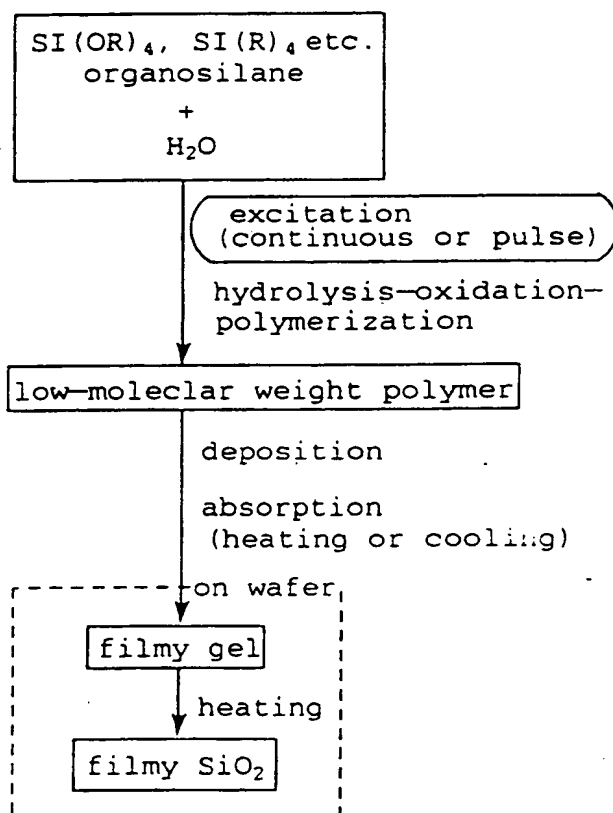 SI(OR)₄, SI(R)₄ etc.
organosilane
+
H₂O
excitation
(continuous or pulse)
hydrolysis—oxidation—
polymerization
low—moleclar weight polymer
deposition
absorption
(heating or cooling)
on wafer
filmy gel
heating
filmy SiO₂